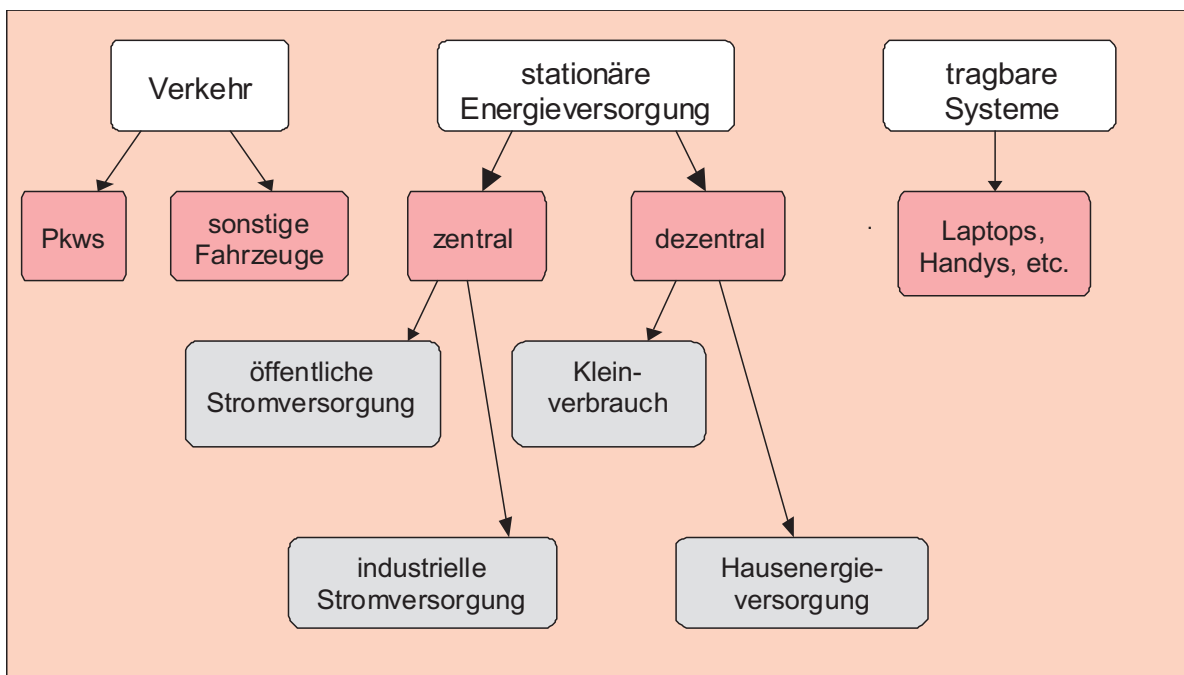 Verkehr
stationäre
Energieversorgung
tragbare
Systeme
Pkws
sonstige
Fahrzeuge
zentral
dezentral
Laptops,
Handys, etc.
öffentliche
Stromversorgung
Klein-
verbrauch
industrielle
Stromversorgung
Hausenergie-
versorgung